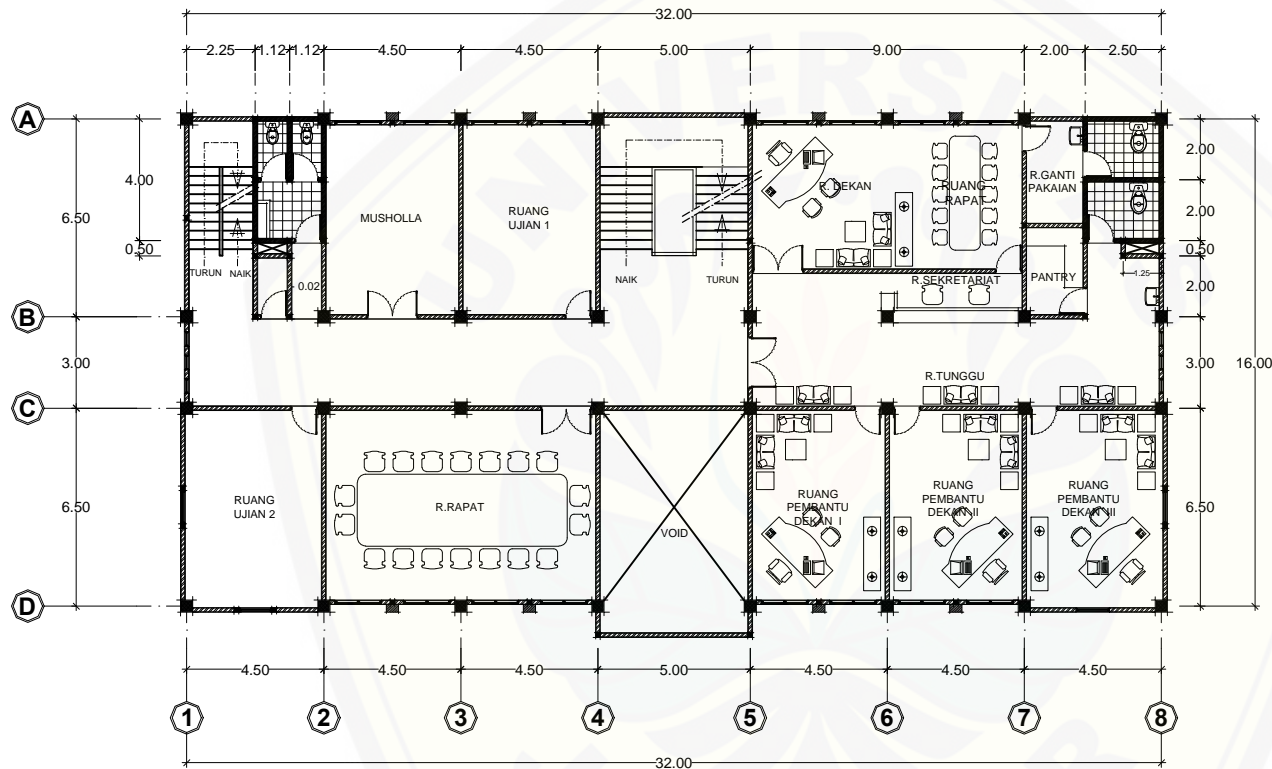 32.00
2.25 1.12 1.12 4.50 4.50 5.00 9.00 2.00 2.50
UNIVERSIT
A
4.00
6.50
0.50
2.00
2.00
0.50
2.00
16.00
MUSHOLLA
RUANG
UJIAN 1
R. DEKAN
RUANG
RAPAT
R.GANTI
PAKAIAN
TURUN NAIK
0.02
NAIK TURUN
R.SEKRETARIAT
PANTRY
1.25
B
3.00
3.00
R.TUNGGU
C
6.50
6.50
RUANG
UJIAN 2
R.RAPAT
VOID
RUANG
PEMBANTU
DEKAN I
RUANG
PEMBANTU
DEKAN II
RUANG
PEMBANTU
DEKAN III
D
4.50 4.50 4.50 5.00 4.50 4.50 4.50
1 2 3 4 5 6 7 8
32.00